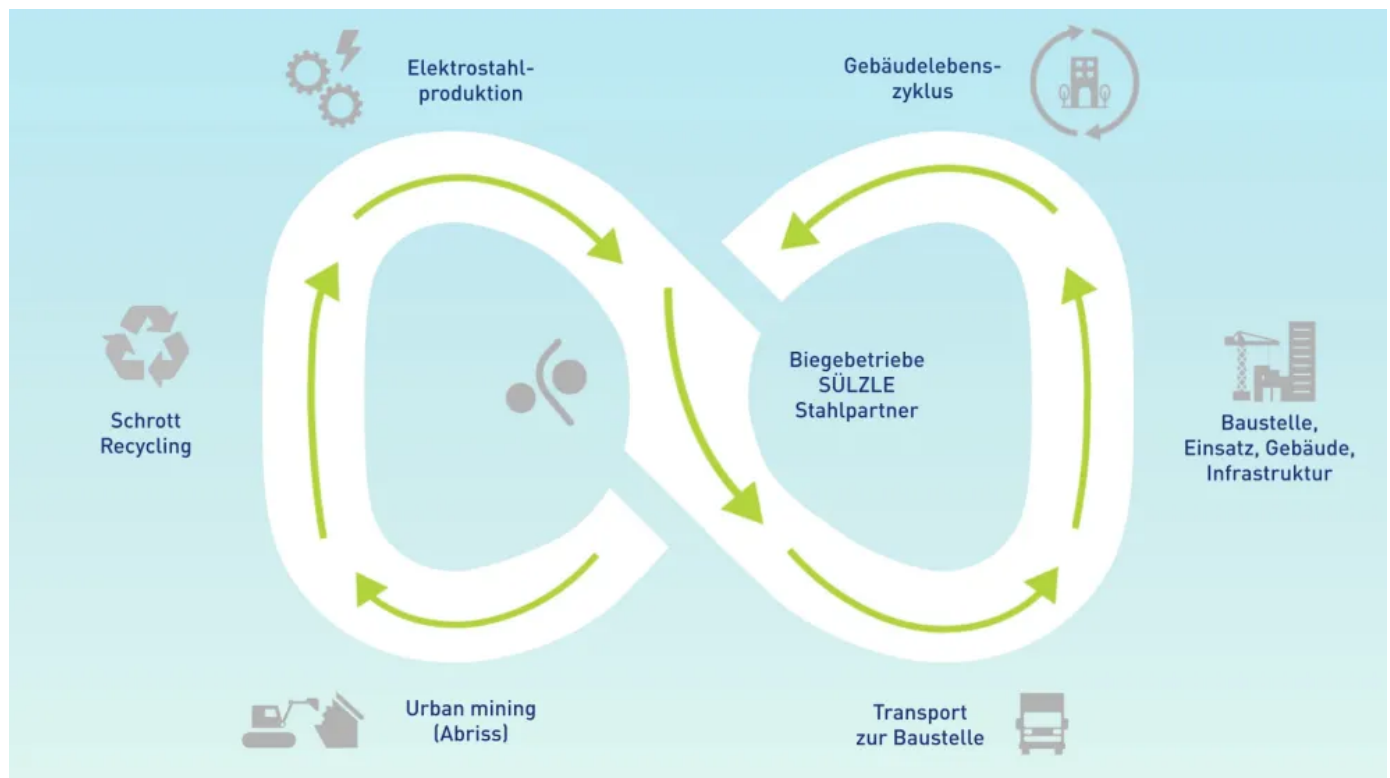 Elektrostahl-
produktion
Gebäudelebens-
zyklus
Schrott
Recycling
Biegebetriebe
SÜLZLE
Stahlpartner
Baustelle,
Einsatz, Gebäude,
Infrastruktur
Urban mining
(Abriss)
Transport
zur Baustelle